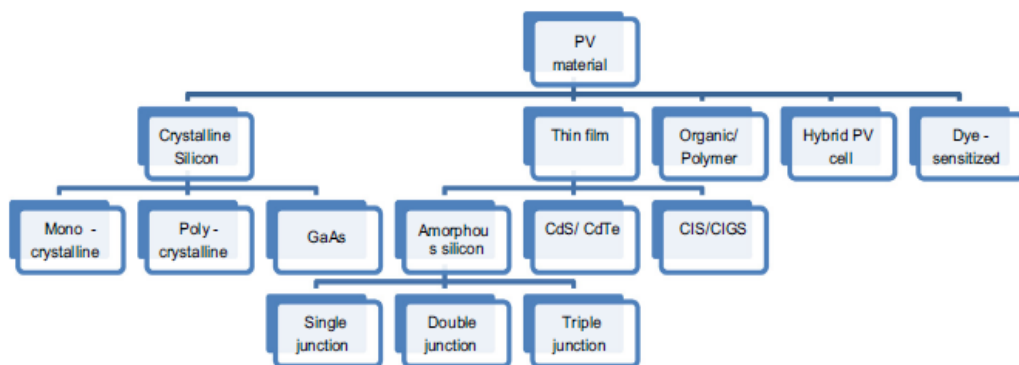 PV
material
Crystalline
Silicon
Thin film
Organic/
Polymer
Hybrid PV
cell
Dye -
sensitized
Mono -
crystalline
Poly -
crystalline
GaAs
Amorphou
s silicon
CdS/ CdTe
CIS/CIGS
Single
junction
Double
junction
Triple
junction